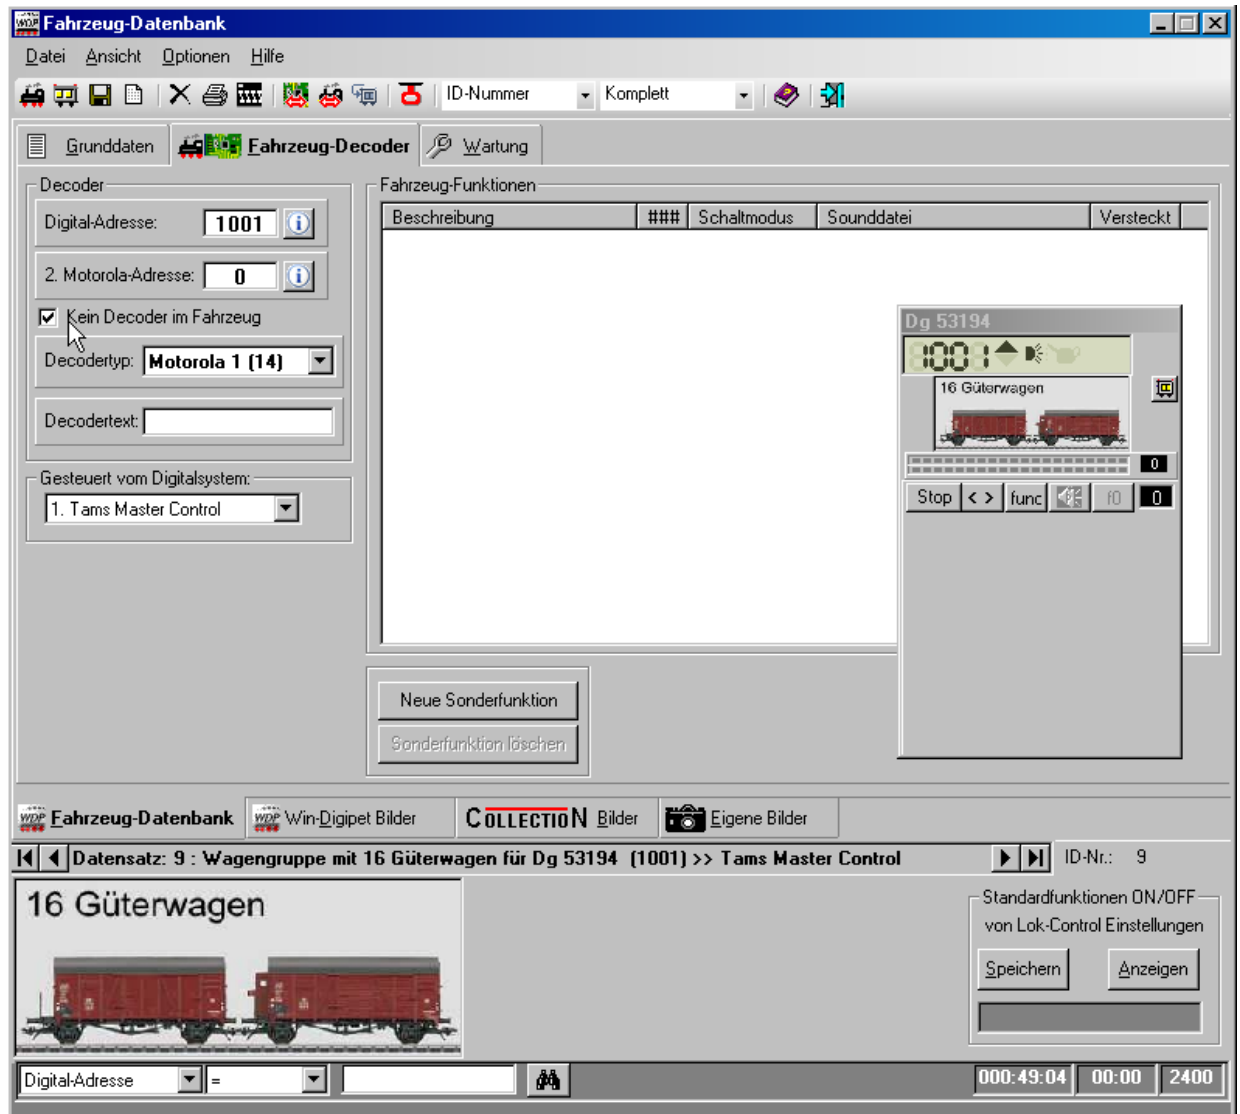 Fahrzeug-Datenbank
Datei Ansicht Optionen Hilfe
ID-Nummer Komplett
Grunddaten Fahrzeug-Decoder Wartung
Decoder
Digital-Adresse: 1001
2. Motorola-Adresse: 0
Kein Decoder im Fahrzeug
Decodertyp: Motorola 1 (14)
Decodertext:
Gesteuert vom Digitalsystem:
1. Tams Master Control
Fahrzeug-Funktionen
Beschreibung ### Schaltmodus Sounddatei Versteckt
Dg 53194
1001
16 Güterwagen
0
Stop < > func f0 0
Neue Sonderfunktion
Sonderfunktion löschen
WDP Fahrzeug-Datenbank WDP Win-Digipet Bilder COLLECTION Bilder Eigene Bilder
Datensatz: 9 : Wagengruppe mit 16 Güterwagen für Dg 53194 (1001) >> Tams Master Control ID-Nr.: 9
16 Güterwagen
Standardfunktionen ON/OFF
von Lok-Control Einstellungen
Speichern Anzeigen
Digital-Adresse = 000:49:04 00:00 2400